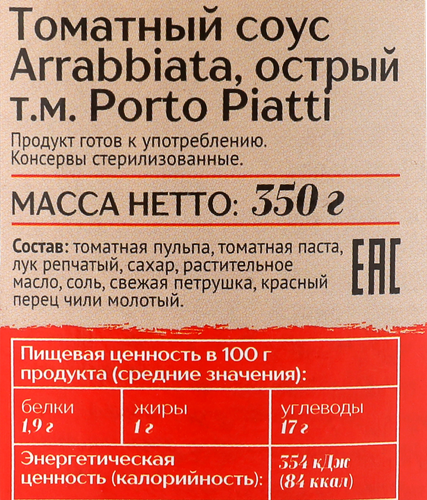 Томатный соус
Arrabbiata, острый
т.м. Porto Piatti
Продукт готов к употреблению.
Консервы стерилизованные.
МАССА НЕТТО: 350 г
Состав: томатная пульпа, томатная паста,
лук репчатый, сахар, растительное
масло, соль, свежая петрушка, красный
перец чили молотый.
EAC
Пищевая ценность в 100 г
продукта (средние значения):
белки жиры углеводы
1,9 г 1 г 17 г
Энергетическая
ценность (калорийность):
354 кДж
(84 ккал)